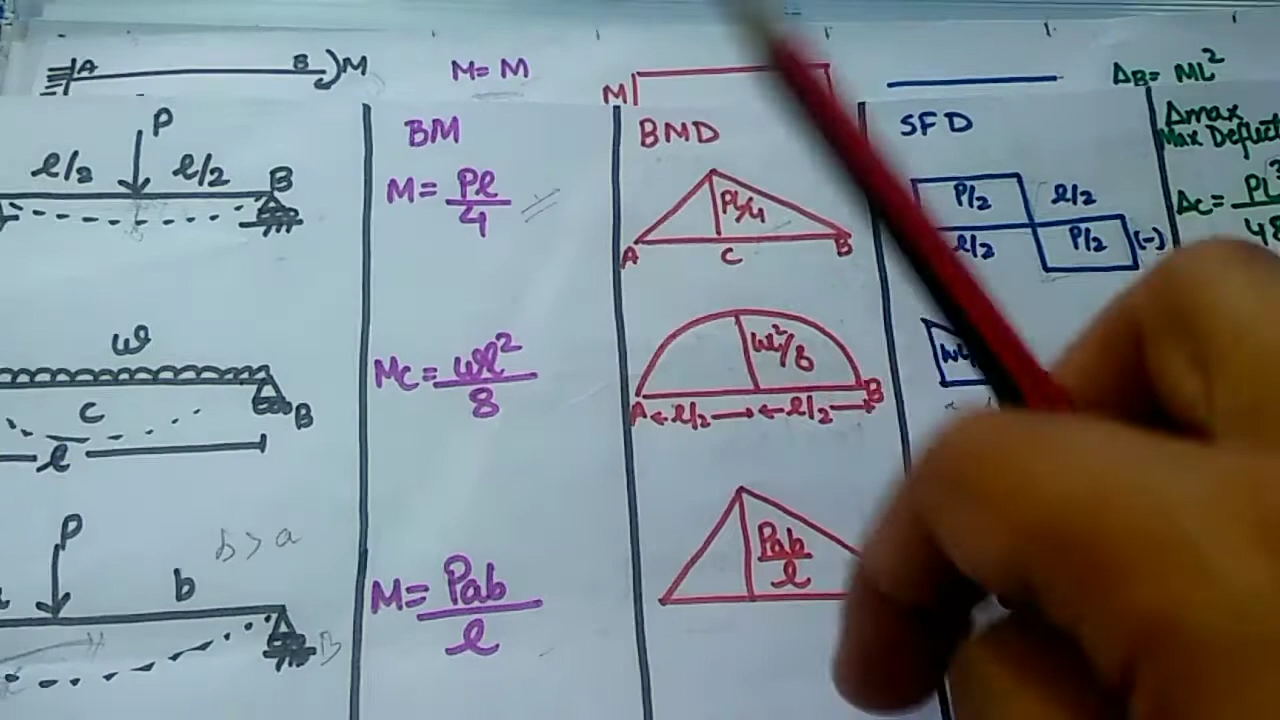 A B M M = M M ΔB = ML²
BM BMD SFD Δmax
Max Deflect
P
l/2 l/2 B M = Pl/4 Pl/4 P/2 l/2 Δc = PL³/48
A C B l/2 P/2 (-)
w
C B Mc = wl²/8 wl²/8
l A l/2 l/2 B
P b > a
b M = Pab/l Pab/l
B